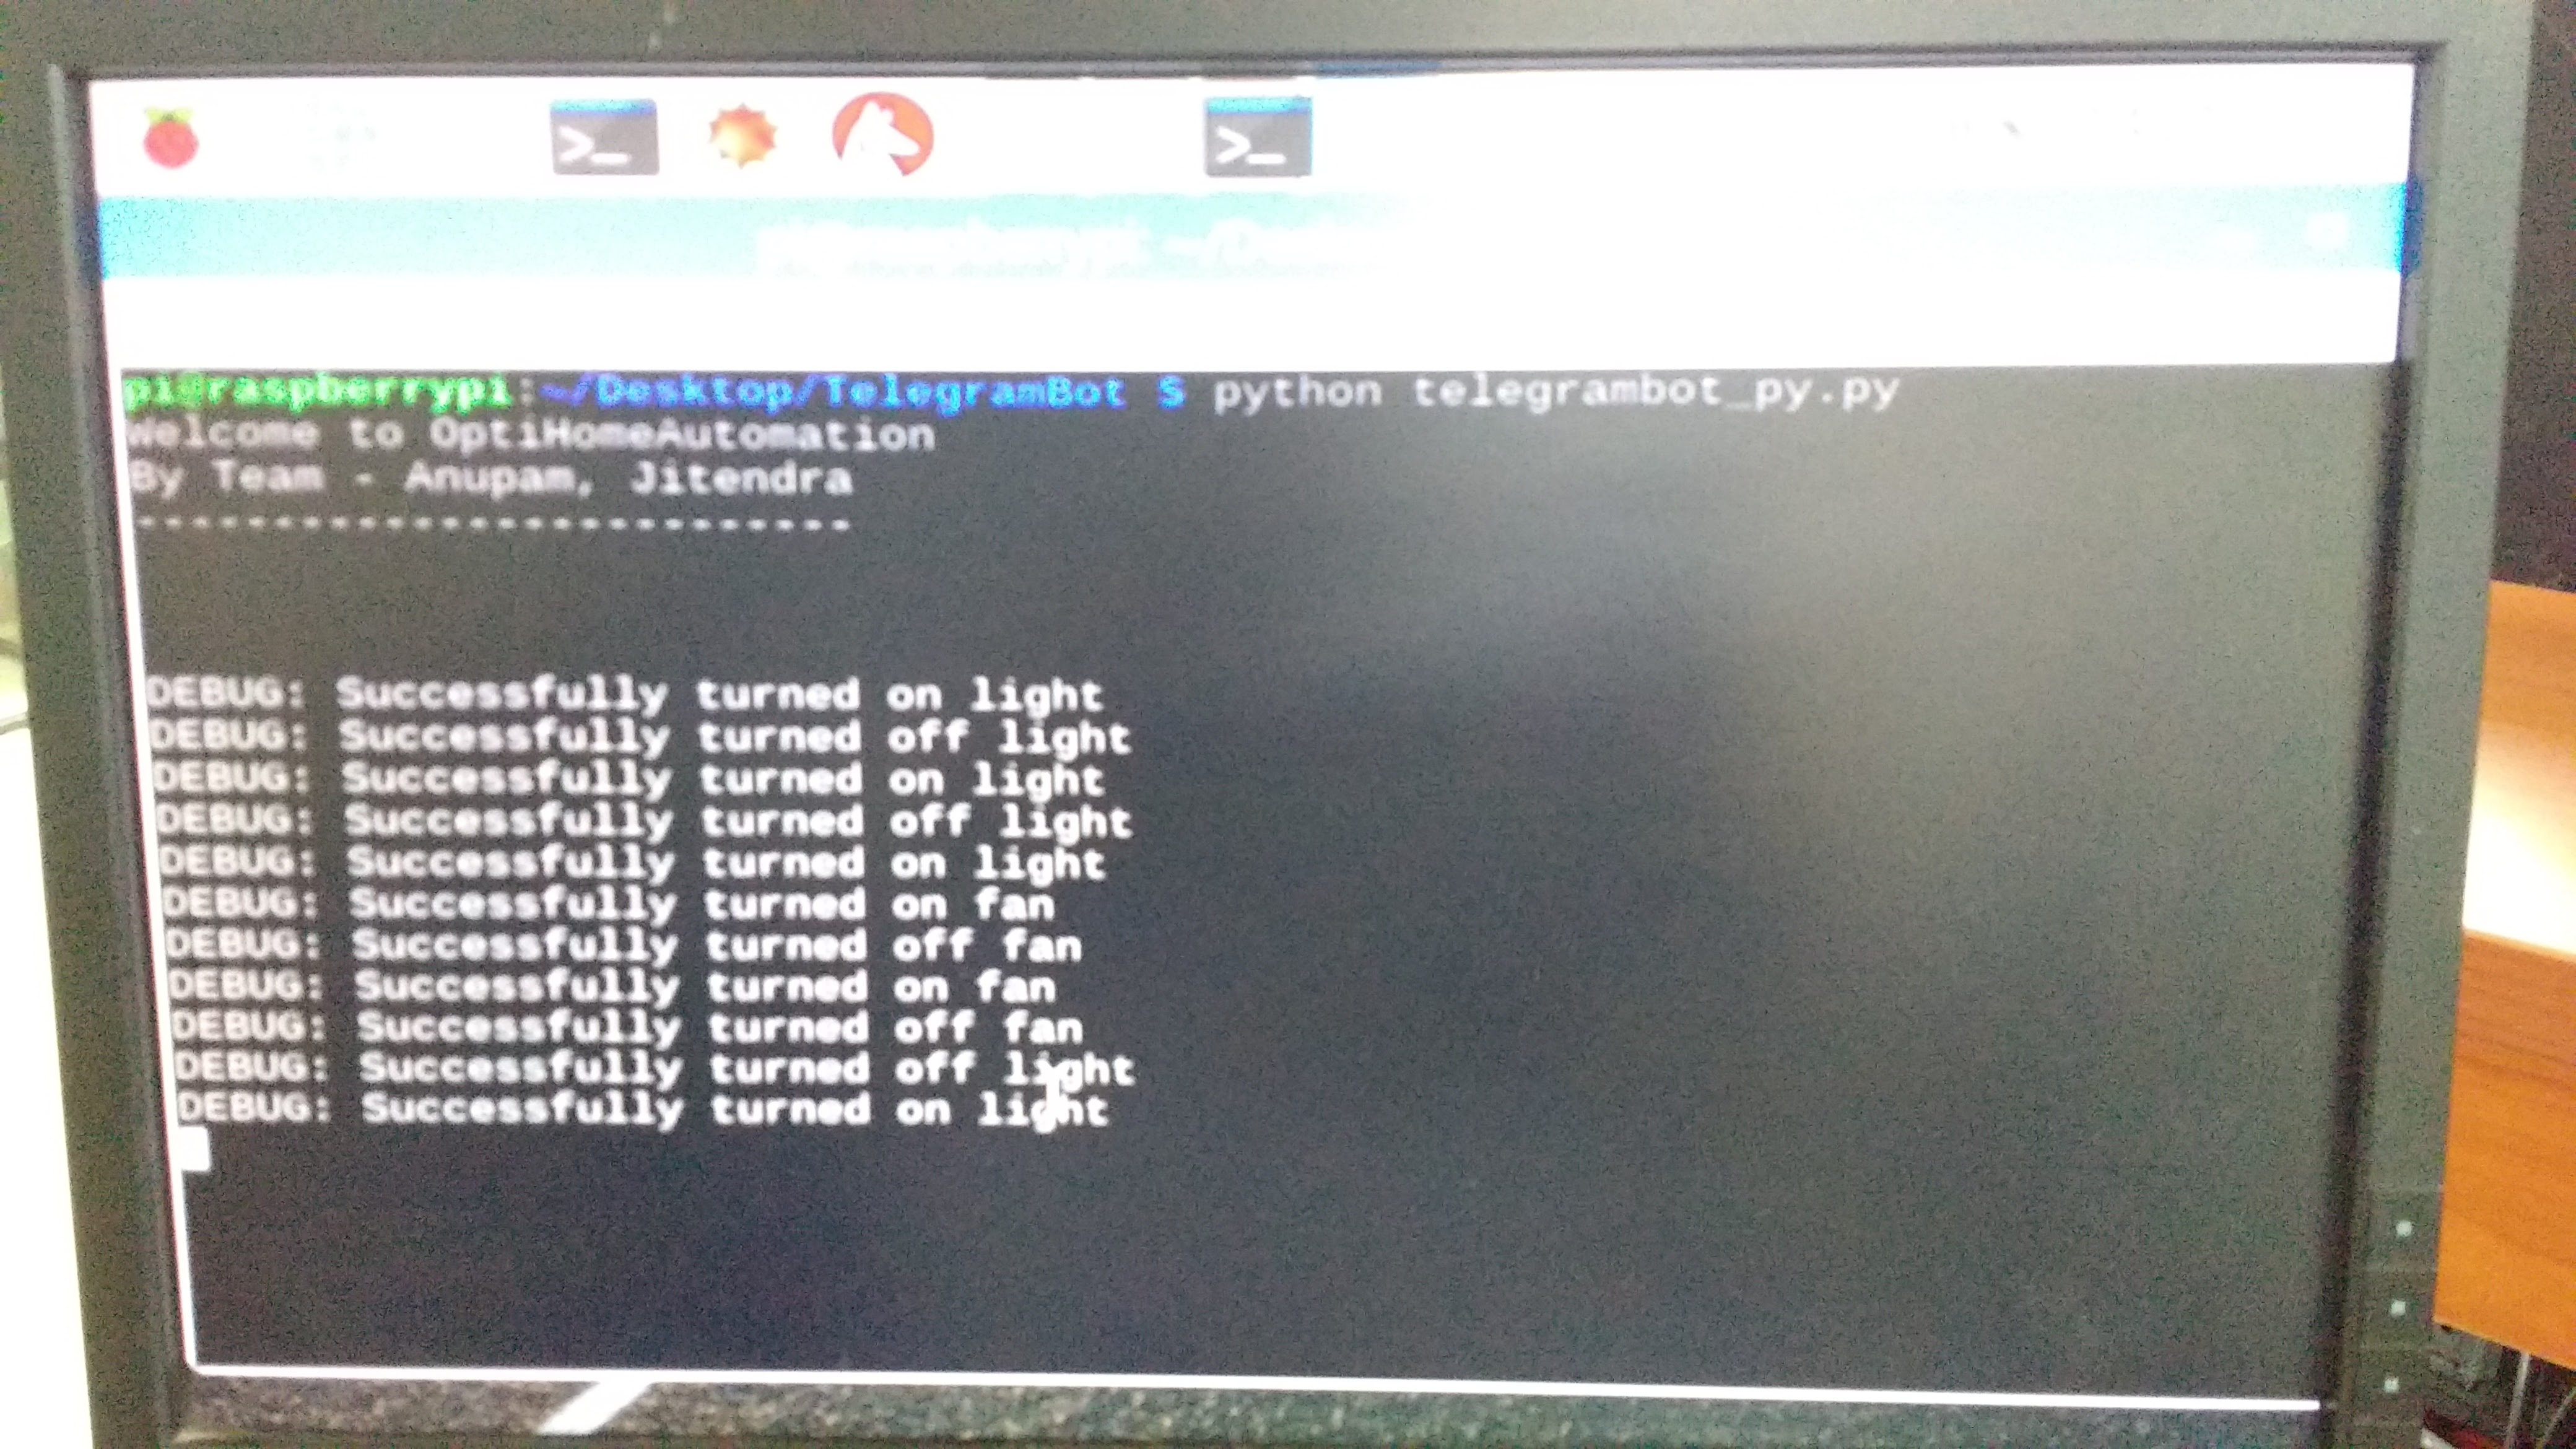 pi@raspberrypi:~/Desktop/TelegramBot $ python telegrambot_py.py
Welcome to OptiHomeAutomation
By Team - Anupam, Jitendra
--------------------------
DEBUG: Successfully turned on light
DEBUG: Successfully turned off light
DEBUG: Successfully turned on light
DEBUG: Successfully turned off light
DEBUG: Successfully turned on light
DEBUG: Successfully turned on fan
DEBUG: Successfully turned off fan
DEBUG: Successfully turned on fan
DEBUG: Successfully turned off fan
DEBUG: Successfully turned off light
DEBUG: Successfully turned on light